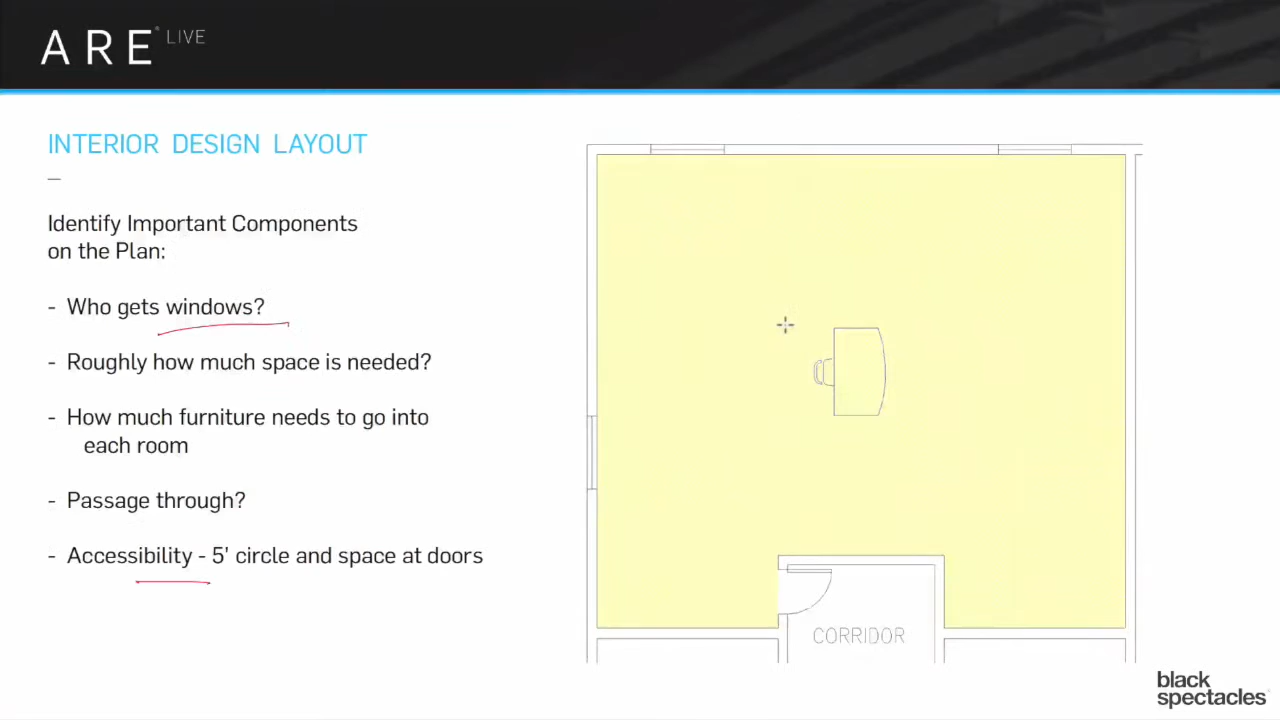 ARE® LIVE
INTERIOR DESIGN LAYOUT
–
Identify Important Components
on the Plan:
- Who gets windows?
- Roughly how much space is needed?
- How much furniture needs to go into
each room
- Passage through?
- Accessibility - 5' circle and space at doors
CORRIDOR
black
spectacles